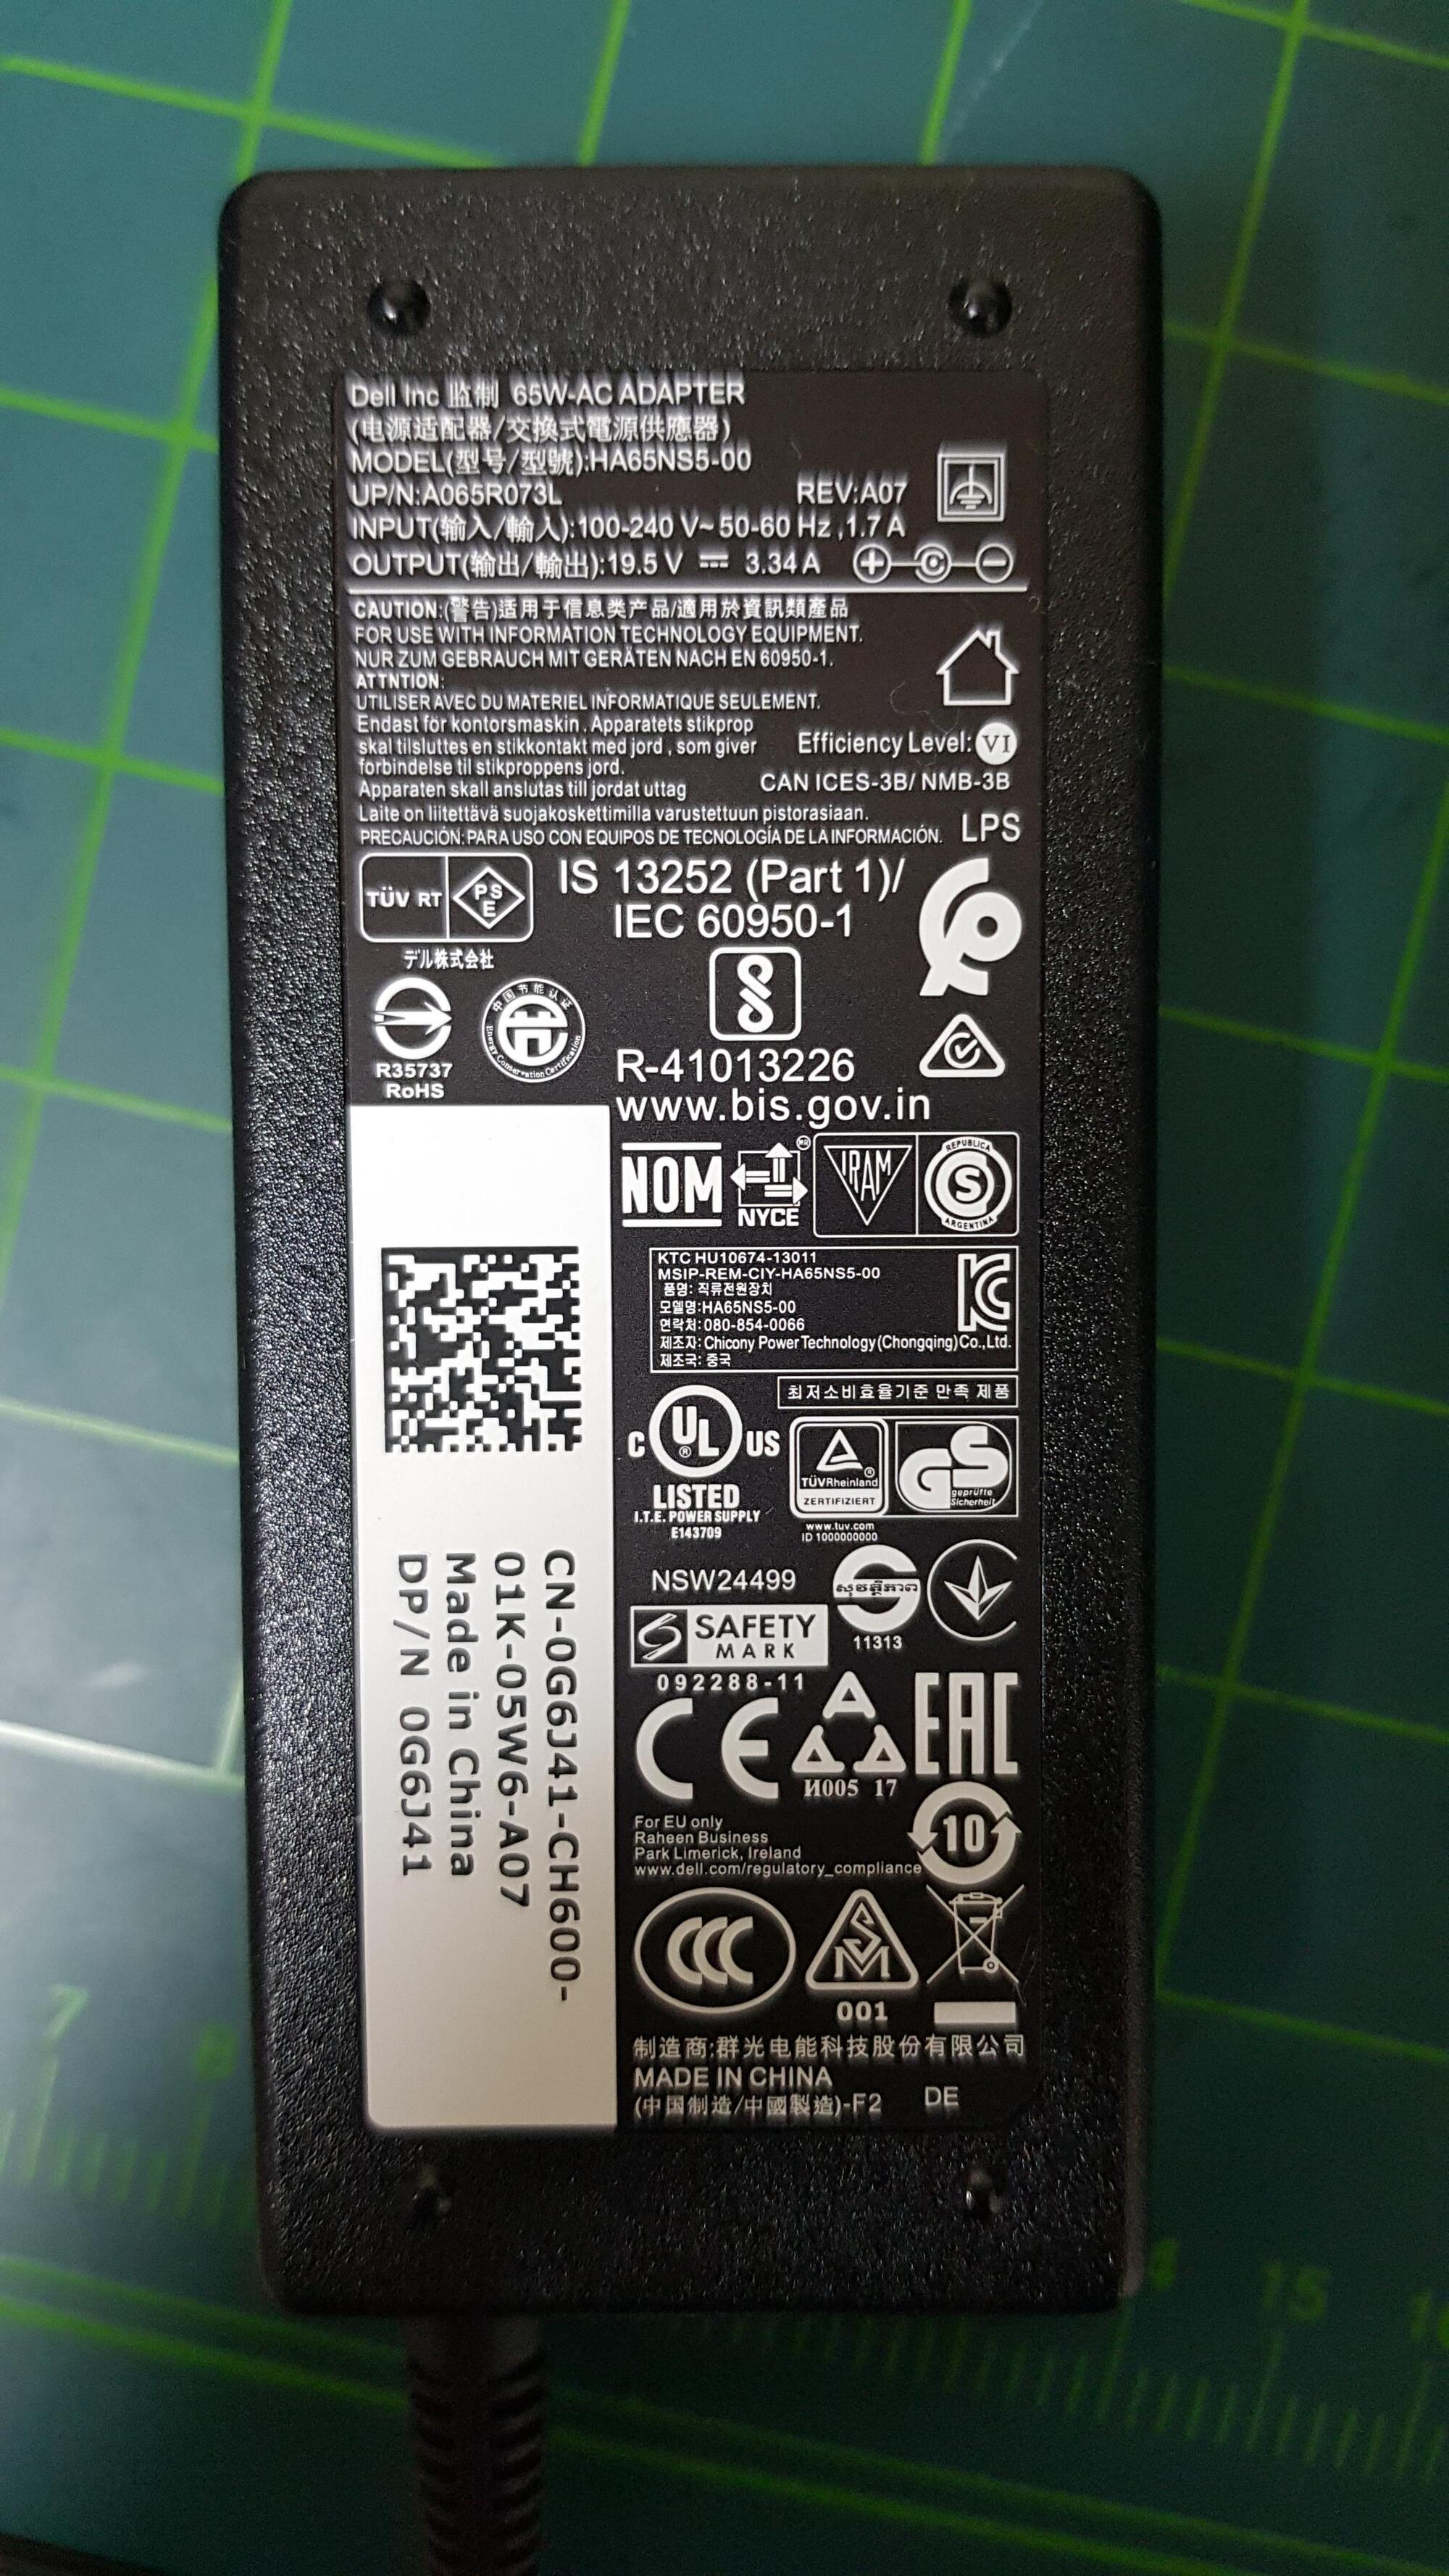 Dell Inc 监制 65W-AC ADAPTER
(电源适配器/交換式電源供應器)
MODEL(型号/型號):HA65NS5-00
UP/N:A065R073L REV:A07
INPUT(输入/輸入):100-240 V~ 50-60 Hz ,1.7 A
OUTPUT(输出/輸出):19.5 V ⎓ 3.34 A
CAUTION:(警告)适用于信息类产品/適用於資訊類產品
FOR USE WITH INFORMATION TECHNOLOGY EQUIPMENT.
NUR ZUM GEBRAUCH MIT GERÄTEN NACH EN 60950-1.
ATTNTION:
UTILISER AVEC DU MATERIEL INFORMATIQUE SEULEMENT.
Endast för kontorsmaskin . Apparatets stikprop
skal tilsluttes en stikkontakt med jord , som giver
forbindelse til stikproppens jord.
Efficiency Level: VI
Apparaten skall anslutas till jordat uttag
CAN ICES-3B/ NMB-3B
Laite on liitettävä suojakoskettimilla varustettuun pistorasiaan.
PRECAUCIÓN: PARA USO CON EQUIPOS DE TECNOLOGÍA DE LA INFORMACIÓN.
LPS
TÜV RT PSE
デル株式会社
IS 13252 (Part 1)/
IEC 60950-1
中国节能认证
Energy Conservation Certification
R35737
RoHS
R-41013226
www.bis.gov.in
NOM NYCE IRAM REPUBLICA S ARGENTINA
KTC HU10674-13011
MSIP-REM-CIY-HA65NS5-00
품명: 직류전원장치
모델명:HA65NS5-00
연락처: 080-854-0066
제조자: Chicony Power Technology (Chongqing) Co.,Ltd.
제조국: 중국
KC
최저소비효율기준 만족 제품
C UL ® US
LISTED
I.T.E. POWER SUPPLY
E143709
TÜVRheinland ®
ZERTIFIZIERT
GS
geprüfte
Sicherheit
www.tuv.com
ID 1000000000
NSW24499
11313
SAFETY
MARK
092288-11
CE EAC
И005 17
For EU only
Raheen Business
Park Limerick, Ireland
www.dell.com/regulatory_compliance
10
CCC
SM
001
制造商:群光电能科技股份有限公司
MADE IN CHINA
(中国制造/中國製造)-F2 DE
CN-0G6J41-CH600-
01K-05W6-A07
Made in China
DP/N 0G6J41